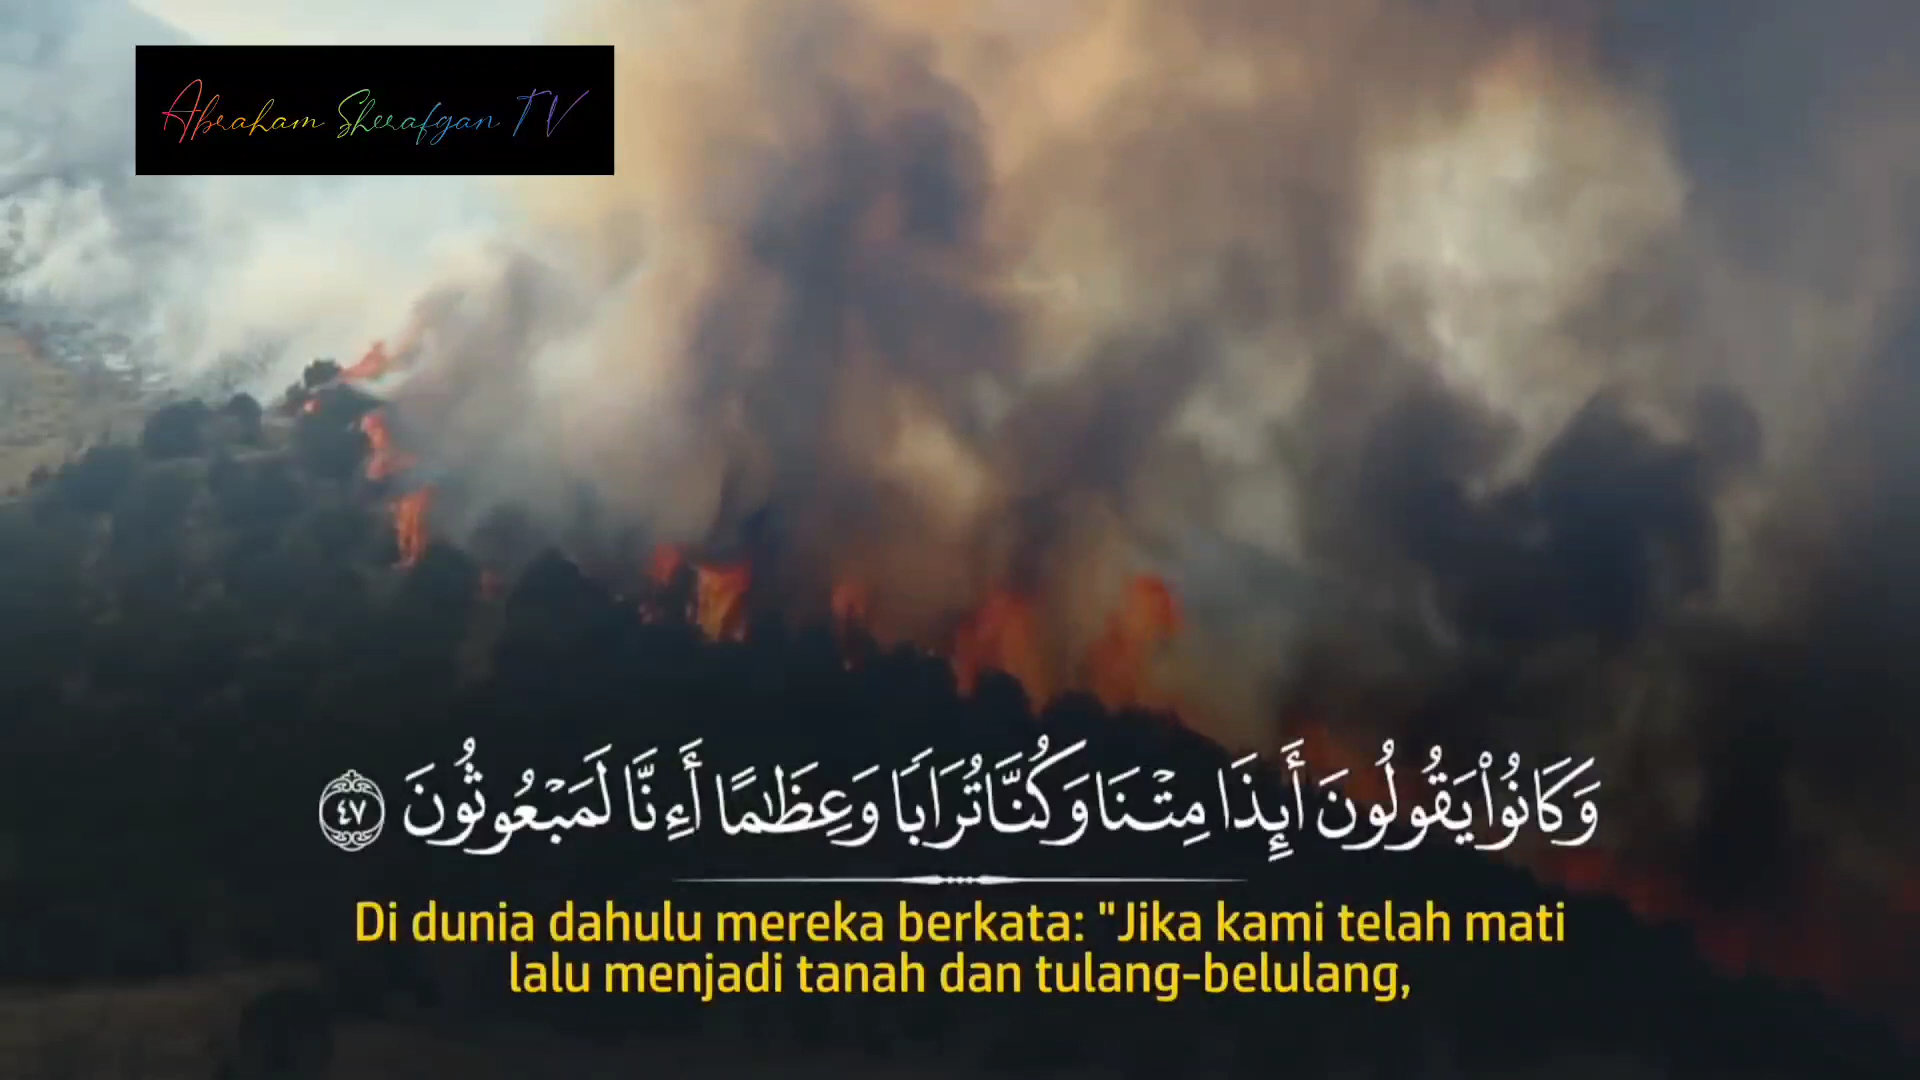 Abraham Sherafgan TV
وَكَانُوا۟ يَقُولُونَ أَئِذَا مِتْنَا وَكُنَّا تُرَابًا وَعِظَٰمًا أَءِنَّا لَمَبْعُوثُونَ ٤٧
Di dunia dahulu mereka berkata: "Jika kami telah mati
lalu menjadi tanah dan tulang-belulang,